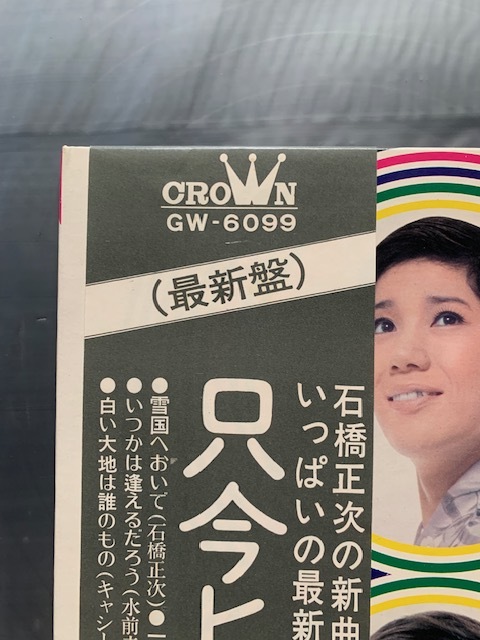 CROWN
GW-6099
(最新盤)
石橋正次の新曲
いっぱいの最新
只今ヒ
●雪国へおいで(石橋正次)●
●いつかは逢えるだろう(水前
●白い大地は誰のもの(キャシー